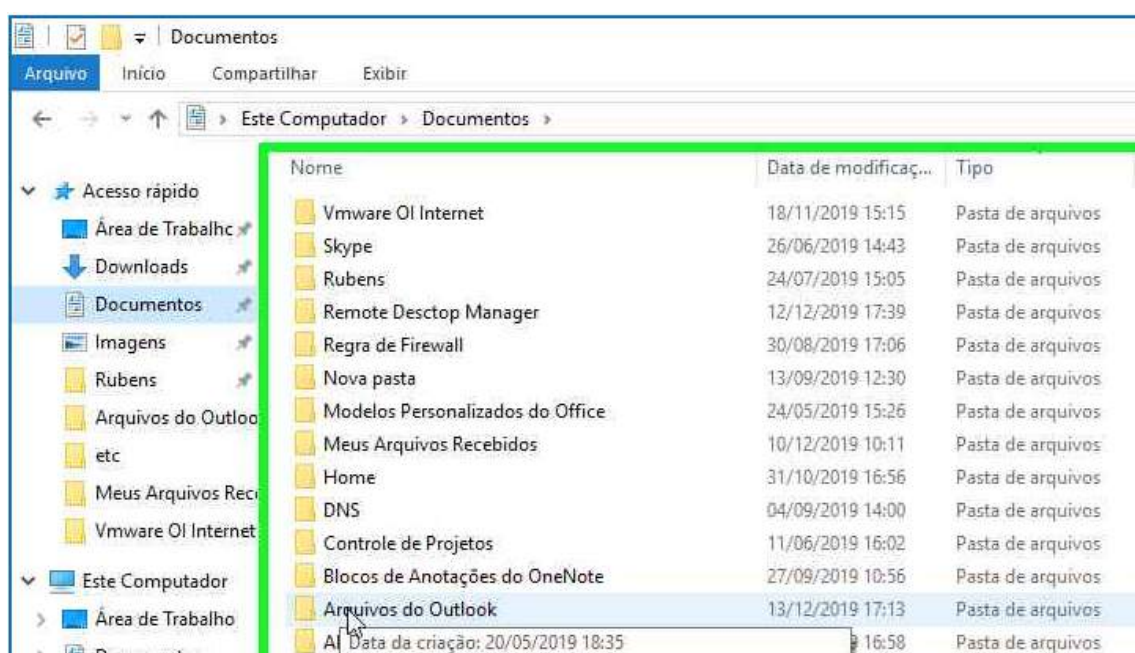 Documentos
Arquivo Início Compartilhar Exibir
Este Computador > Documentos >
Nome Data de modificaç... Tipo
Acesso rápido
Área de Trabalhc
Downloads
Documentos
Imagens
Rubens
Arquivos do Outloo
etc
Meus Arquivos Rec
Vmware OI Internet
Este Computador
Área de Trabalho
Vmware OI Internet 18/11/2019 15:15 Pasta de arquivos
Skype 26/06/2019 14:43 Pasta de arquivos
Rubens 24/07/2019 15:05 Pasta de arquivos
Remote Desctop Manager 12/12/2019 17:39 Pasta de arquivos
Regra de Firewall 30/08/2019 17:06 Pasta de arquivos
Nova pasta 13/09/2019 12:30 Pasta de arquivos
Modelos Personalizados do Office 24/05/2019 15:26 Pasta de arquivos
Meus Arquivos Recebidos 10/12/2019 10:11 Pasta de arquivos
Home 31/10/2019 16:56 Pasta de arquivos
DNS 04/09/2019 14:00 Pasta de arquivos
Controle de Projetos 11/06/2019 16:02 Pasta de arquivos
Blocos de Anotações do OneNote 27/09/2019 10:56 Pasta de arquivos
Arquivos do Outlook 13/12/2019 17:13 Pasta de arquivos
Data da criação: 20/05/2019 18:35 16:58 Pasta de arquivos